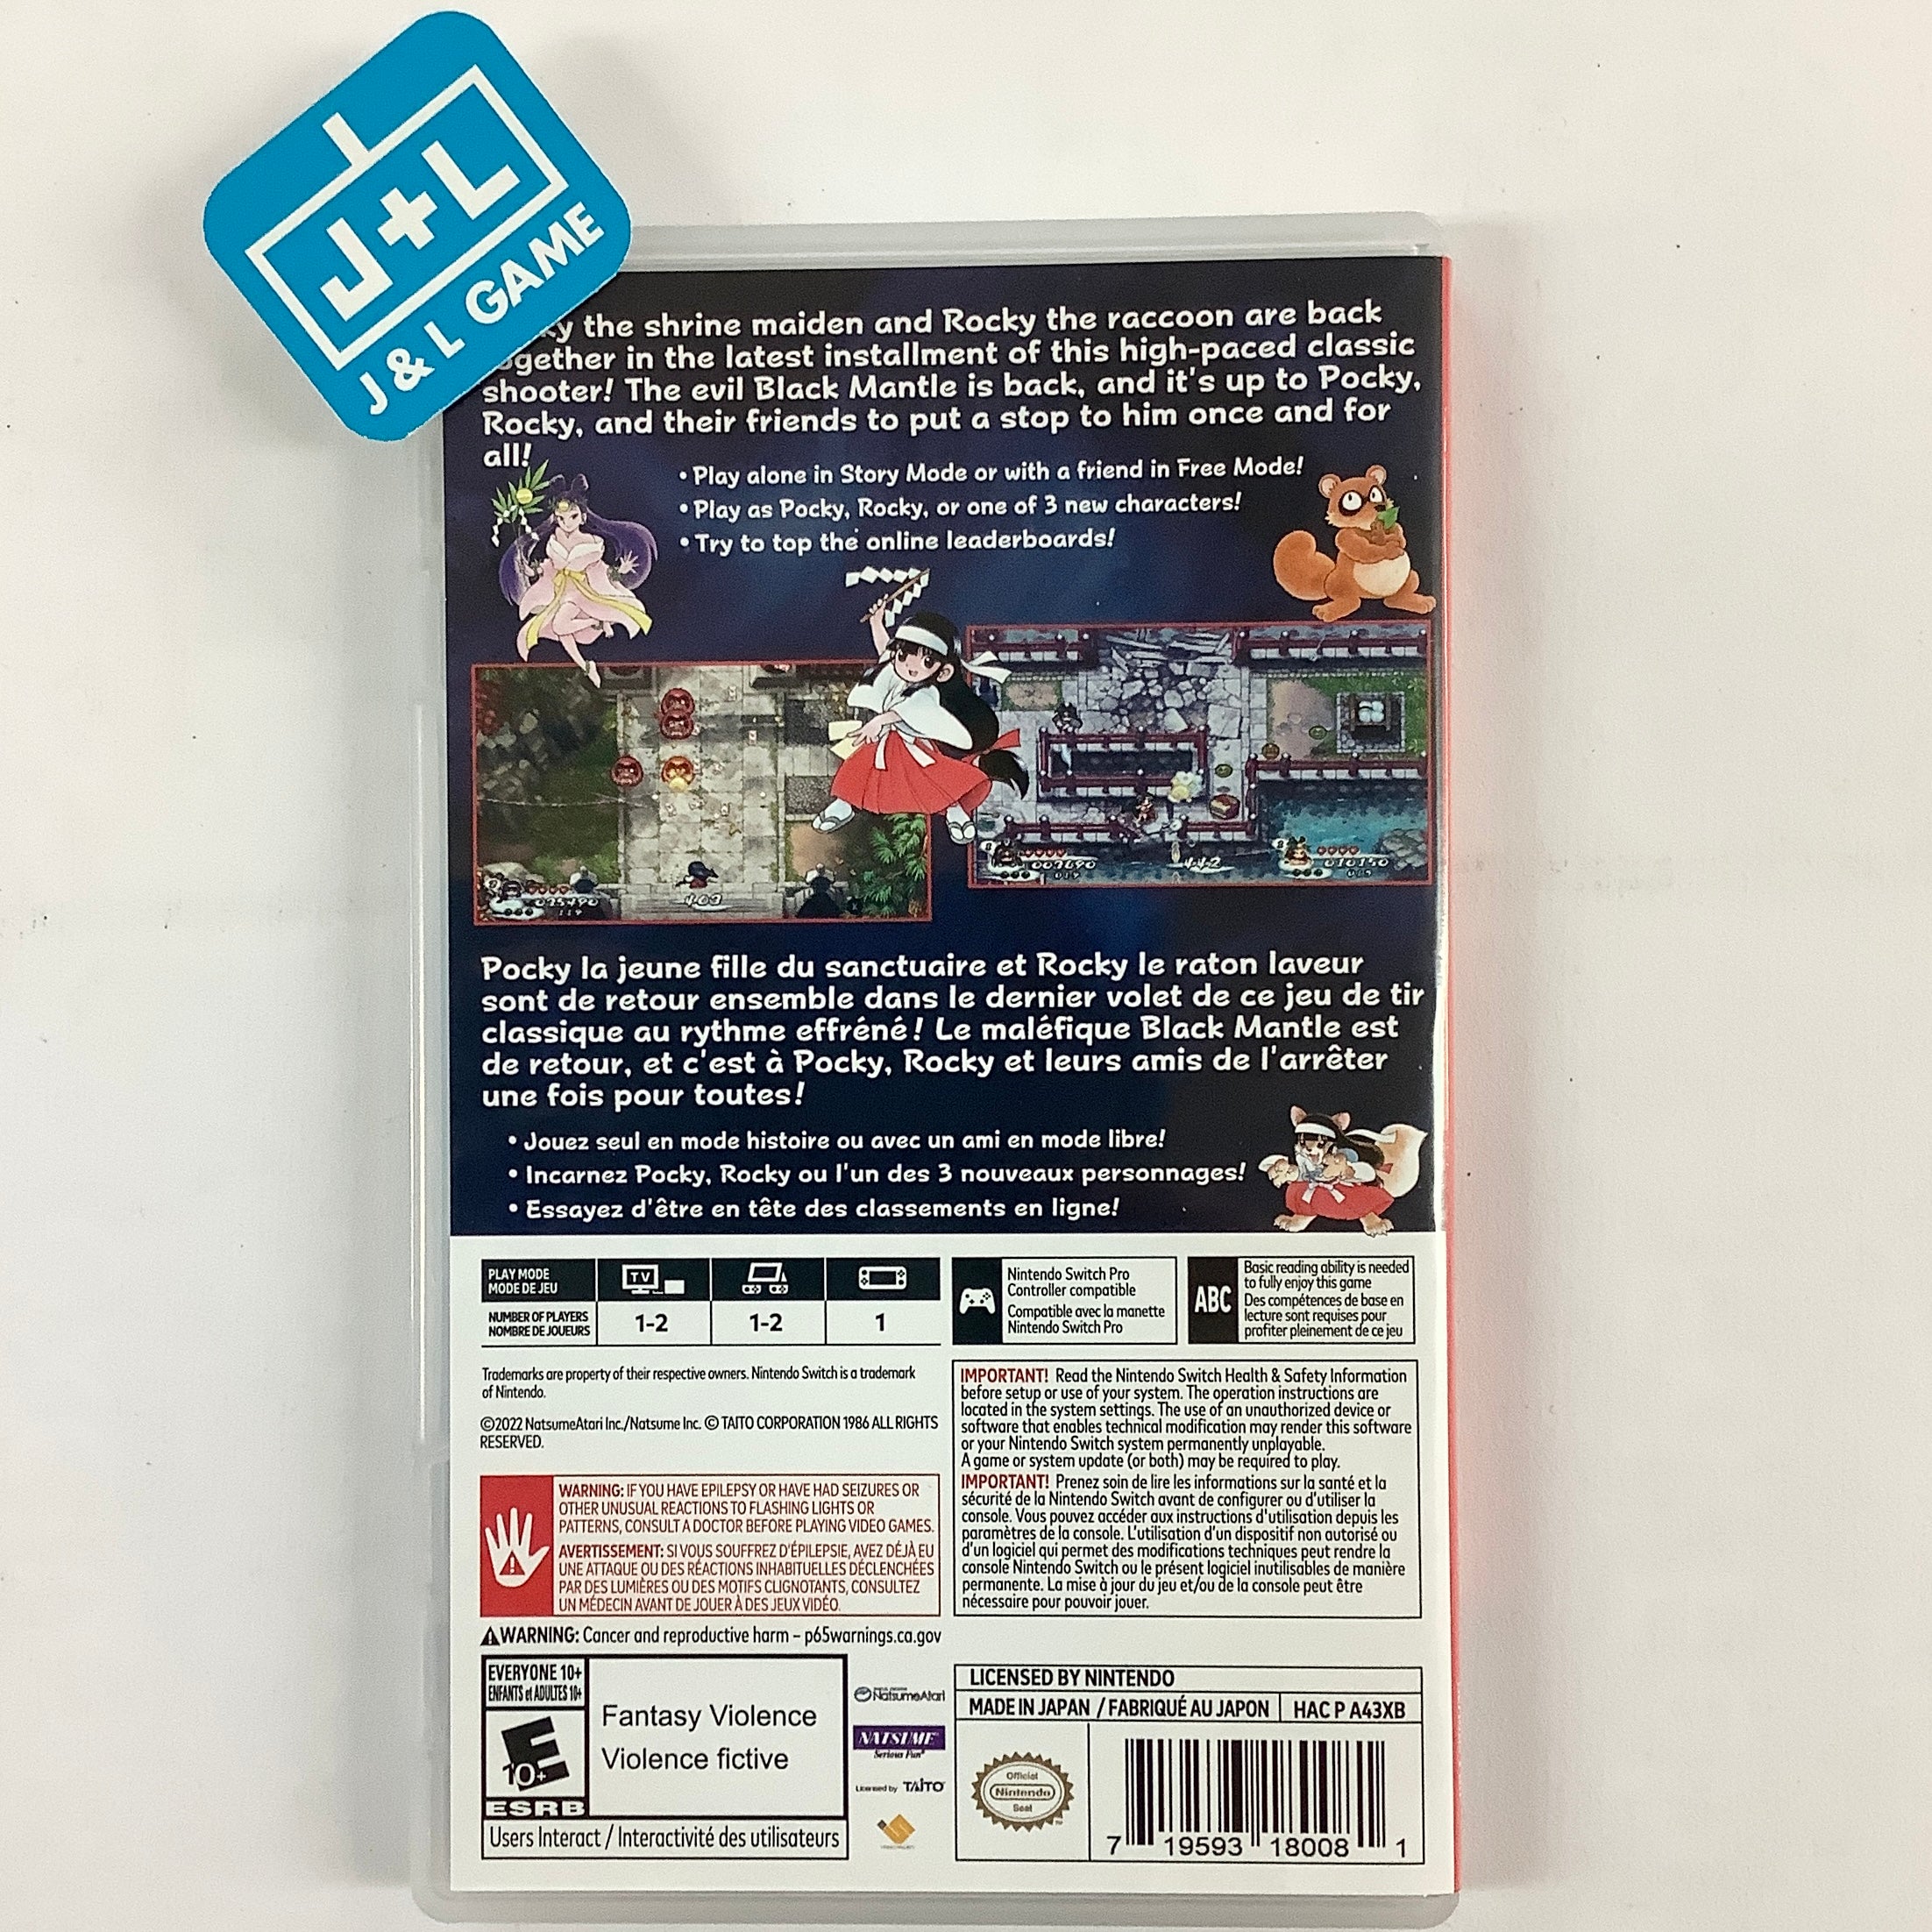 J+L
J & L GAME
the shrine maiden and Rocky the raccoon are back
together in the latest installment of this high-paced classic
shooter! The evil Black Mantle is back, and it's up to Pocky,
Rocky, and their friends to put a stop to him once and for
all!
• Play alone in Story Mode or with a friend in Free Mode!
• Play as Pocky, Rocky, or one of 3 new characters!
• Try to top the online leaderboards!
Pocky la jeune fille du sanctuaire et Rocky le raton laveur
sont de retour ensemble dans le dernier volet de ce jeu de tir
classique au rythme effréné! Le maléfique Black Mantle est
de retour, et c'est à Pocky, Rocky et leurs amis de l'arrêter
une fois pour toutes!
• Jouez seul en mode histoire ou avec un ami en mode libre!
• Incarnez Pocky, Rocky ou l'un des 3 nouveaux personnages!
• Essayez d'être en tête des classements en ligne!
PLAY MODE
MODE DE JEU
TV
NUMBER OF PLAYERS
NOMBRE DE JOUEURS
1-2
1-2
1
Nintendo Switch Pro
Controller compatible
Compatible avec la manette
Nintendo Switch Pro
ABC
Basic reading ability is needed
to fully enjoy this game
Des compétences de base en
lecture sont requises pour
profiter pleinement de ce jeu
Trademarks are property of their respective owners. Nintendo Switch is a trademark
of Nintendo.
©2022 NatsumeAtari Inc./Natsume Inc. © TAITO CORPORATION 1986 ALL RIGHTS
RESERVED.
WARNING: IF YOU HAVE EPILEPSY OR HAVE HAD SEIZURES OR
OTHER UNUSUAL REACTIONS TO FLASHING LIGHTS OR
PATTERNS, CONSULT A DOCTOR BEFORE PLAYING VIDEO GAMES.
AVERTISSEMENT: SI VOUS SOUFFREZ D'ÉPILEPSIE, AVEZ DÉJÀ EU
UNE ATTAQUE OU DES RÉACTIONS INHABITUELLES DÉCLENCHÉES
PAR DES LUMIÈRES OU DES MOTIFS CLIGNOTANTS, CONSULTEZ
UN MÉDECIN AVANT DE JOUER À DES JEUX VIDÉO.
IMPORTANT! Read the Nintendo Switch Health & Safety Information
before setup or use of your system. The operation instructions are
located in the system settings. The use of an unauthorized device or
software that enables technical modification may render this software
or your Nintendo Switch system permanently unplayable.
A game or system update (or both) may be required to play.
IMPORTANT! Prenez soin de lire les informations sur la santé et la
sécurité de la Nintendo Switch avant de configurer ou d'utiliser la
console. Vous pouvez accéder aux instructions d'utilisation depuis les
paramètres de la console. L'utilisation d'un dispositif non autorisé ou
d'un logiciel qui permet des modifications techniques peut rendre la
console Nintendo Switch ou le présent logiciel inutilisables de manière
permanente. La mise à jour du jeu et/ou de la console peut être
nécessaire pour pouvoir jouer.
WARNING: Cancer and reproductive harm – p65warnings.ca.gov
EVERYONE 10+
ENFANTS et ADULTES 10+
E
10+
ESRB
Fantasy Violence
Violence fictive
Users Interact / Interactivité des utilisateurs
NatsumeAtari
NATSUME
Serious Fun
Licensed by TAITO
LICENSED BY NINTENDO
MADE IN JAPAN / FABRIQUÉ AU JAPON
HAC P A43XB
Official
Nintendo
Seal
7 19593 18008 1